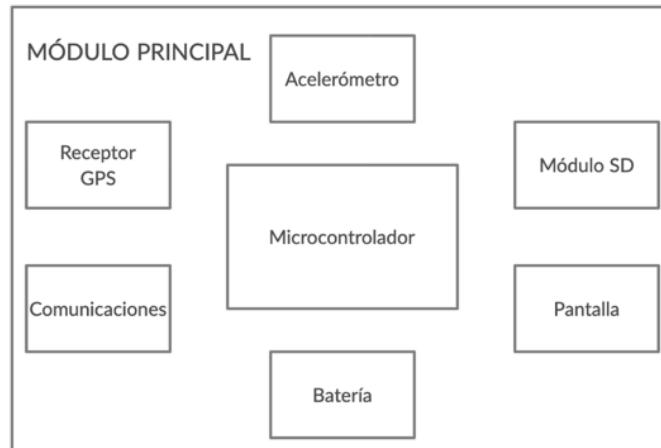 MÓDULO PRINCIPAL
Acelerómetro
Receptor
GPS
Módulo SD
Microcontrolador
Comunicaciones
Pantalla
Batería